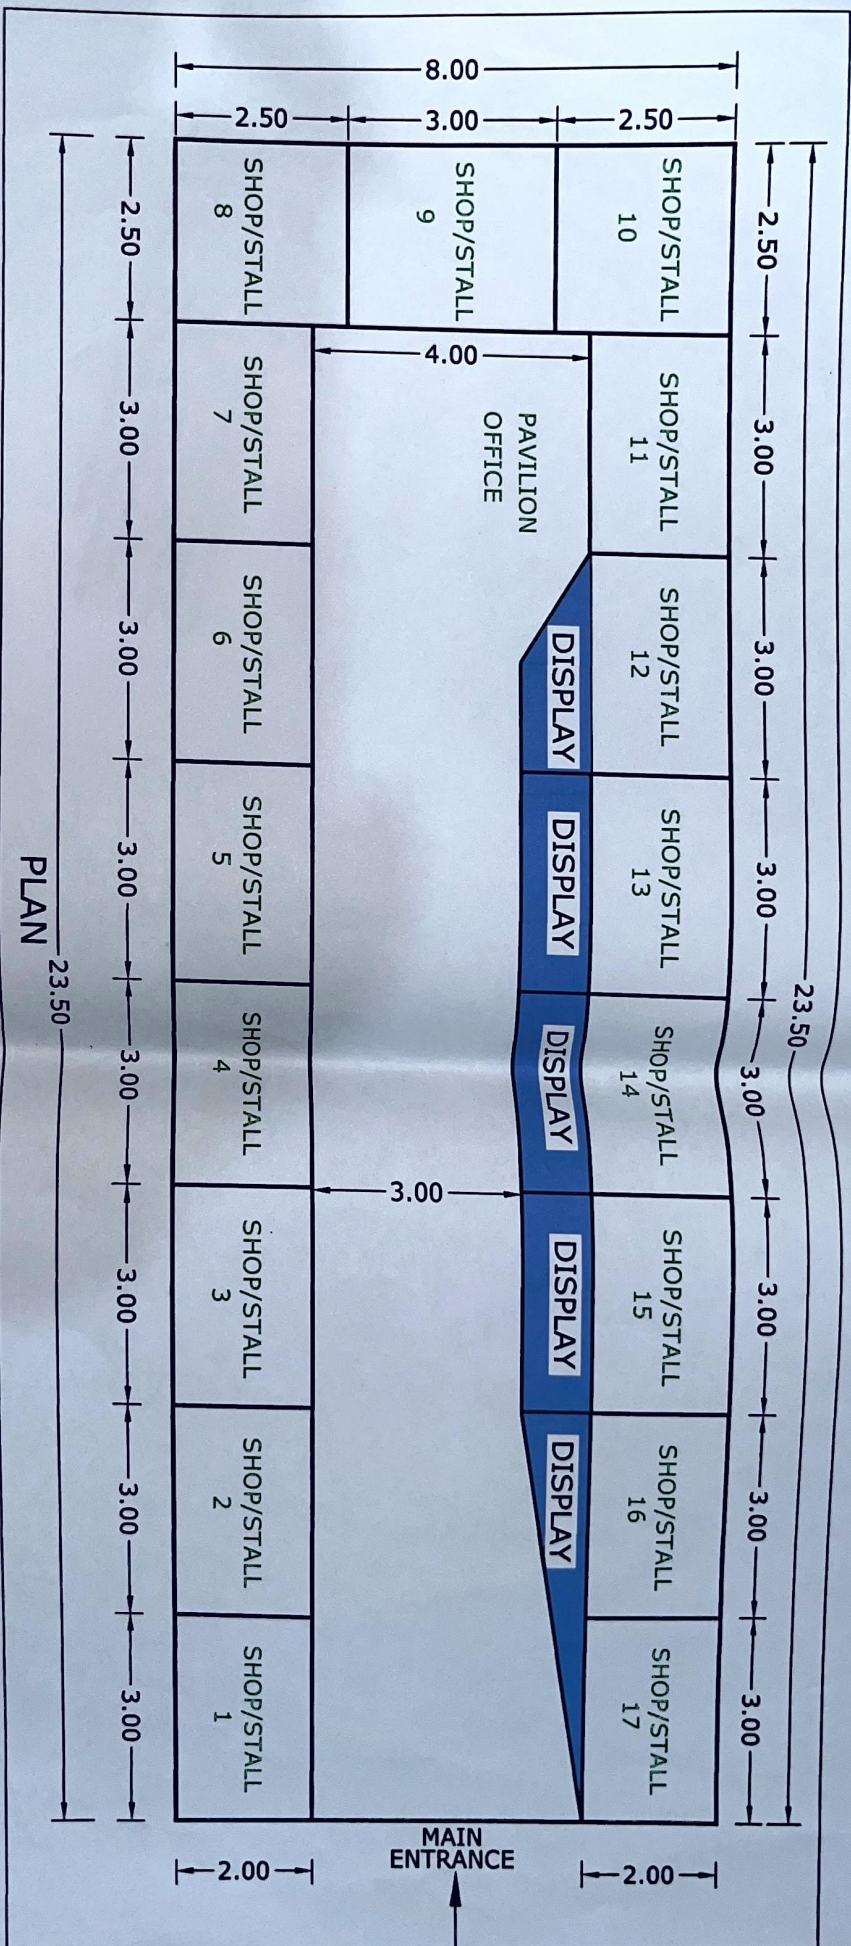 8.00
2.50
3.00
2.50
23.50
2.50
3.00
3.00
3.00
3.00
3.00
3.00
3.00
SHOP/STALL
10
SHOP/STALL
11
SHOP/STALL
12
SHOP/STALL
13
SHOP/STALL
14
SHOP/STALL
15
SHOP/STALL
16
SHOP/STALL
17
2.00
DISPLAY
DISPLAY
DISPLAY
DISPLAY
DISPLAY
SHOP/STALL
9
4.00
PAVILION
OFFICE
3.00
MAIN
ENTRANCE
SHOP/STALL
8
SHOP/STALL
7
SHOP/STALL
6
SHOP/STALL
5
SHOP/STALL
4
SHOP/STALL
3
SHOP/STALL
2
SHOP/STALL
1
2.00
2.50
3.00
3.00
3.00
3.00
3.00
3.00
3.00
23.50
PLAN